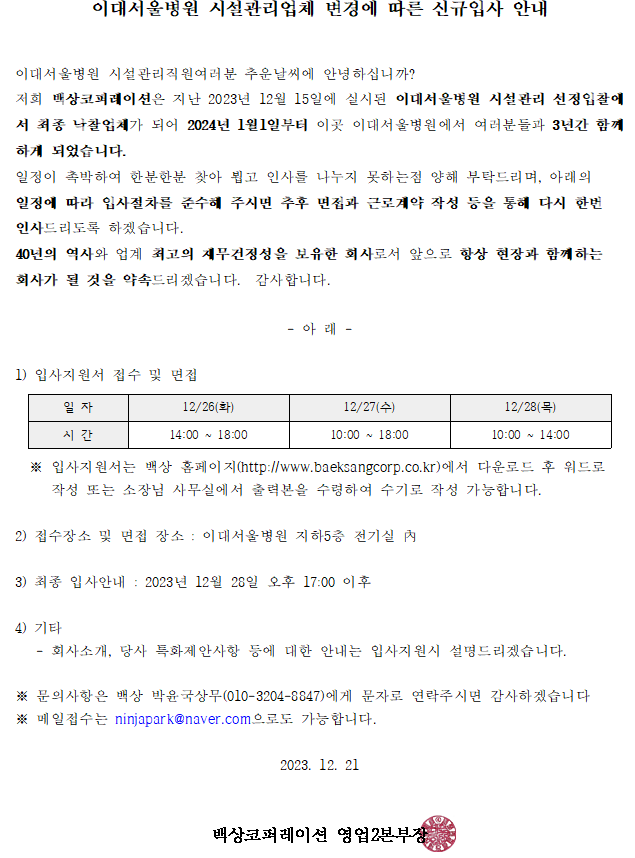 이대서울병원 시설관리업체 변경에 따른 신규입사 안내
이대서울병원 시설관리직원여러분 추운날씨에 안녕하십니까?
저희 백상코퍼레이션은 지난 2023년 12월 15일에 실시된 이대서울병원 시설관리 선정입찰에
서 최종 낙찰업체가 되어 2024년 1월1일부터 이곳 이대서울병원에서 여러분들과 3년간 함께
하게 되었습니다.
일정이 촉박하여 한분한분 찾아 뵙고 인사를 나누지 못하는점 양해 부탁드리며, 아래의
일정에 따라 입사절차를 준수해 주시면 추후 면접과 근로계약 작성 등을 통해 다시 한번
인사드리도록 하겠습니다.
40년의 역사와 업계 최고의 재무건정성을 보유한 회사로서 앞으로 항상 현장과 함께하는
회사가 될 것을 약속드리겠습니다. 감사합니다.
- 아 래 -
1) 입사지원서 접수 및 면접
일 자 12/26(화) 12/27(수) 12/28(목)
시 간 14:00 ~ 18:00 10:00 ~ 18:00 10:00 ~ 14:00
※ 입사지원서는 백상 홈페이지(http://www.baeksangcorp.co.kr)에서 다운로드 후 워드로
작성 또는 소장님 사무실에서 출력본을 수령하여 수기로 작성 가능합니다.
2) 접수장소 및 면접 장소 : 이대서울병원 지하5층 전기실 內
3) 최종 입사안내 : 2023년 12월 28일 오후 17:00 이후
4) 기타
- 회사소개, 당사 특화제안사항 등에 대한 안내는 입사지원시 설명드리겠습니다.
※ 문의사항은 백상 박윤국상무(010-3204-8847)에게 문자로 연락주시면 감사하겠습니다
※ 메일접수는 ninjapark@naver.com으로도 가능합니다.
2023. 12. 21
백상코퍼레이션 영업2본부장